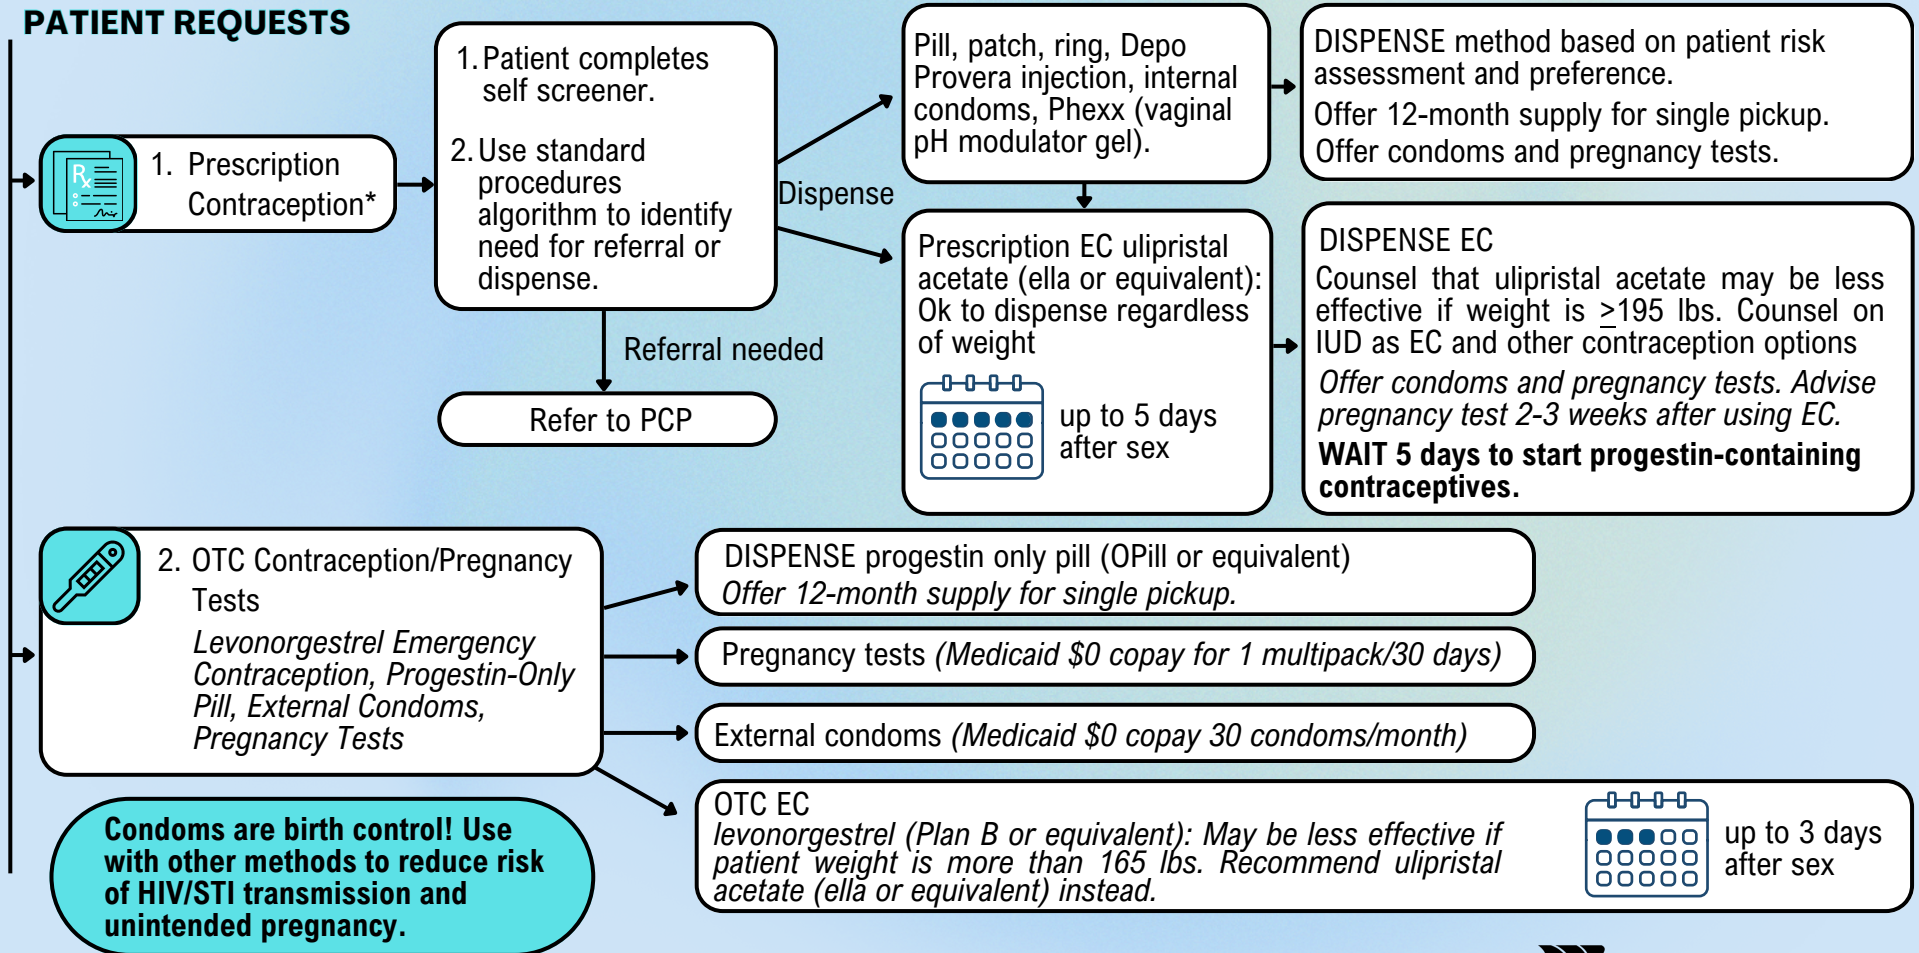 PATIENT REQUESTS
1. Prescription
Contraception*
1. Patient completes
self screener.
2. Use standard
procedures
algorithm to identify
need for referral or
dispense.
Dispense
Referral needed
Refer to PCP
Pill, patch, ring, Depo
Provera injection, internal
condoms, Phexx (vaginal
pH modulator gel).
DISPENSE method based on patient risk
assessment and preference.
Offer 12-month supply for single pickup.
Offer condoms and pregnancy tests.
Prescription EC ulipristal
acetate (ella or equivalent):
Ok to dispense regardless
of weight
up to 5 days
after sex
DISPENSE EC
Counsel that ulipristal acetate may be less
effective if weight is >195 lbs. Counsel on
IUD as EC and other contraception options
Offer condoms and pregnancy tests. Advise
pregnancy test 2-3 weeks after using EC.
WAIT 5 days to start progestin-containing
contraceptives.
2. OTC Contraception/Pregnancy
Tests
Levonorgestrel Emergency
Contraception, Progestin-Only
Pill, External Condoms,
Pregnancy Tests
DISPENSE progestin only pill (OPill or equivalent)
Offer 12-month supply for single pickup.
Pregnancy tests (Medicaid $0 copay for 1 multipack/30 days)
External condoms (Medicaid $0 copay 30 condoms/month)
OTC EC
levonorgestrel (Plan B or equivalent): May be less effective if
patient weight is more than 165 lbs. Recommend ulipristal
acetate (ella or equivalent) instead.
up to 3 days
after sex
Condoms are birth control! Use
with other methods to reduce risk
of HIV/STI transmission and
unintended pregnancy.
Rx